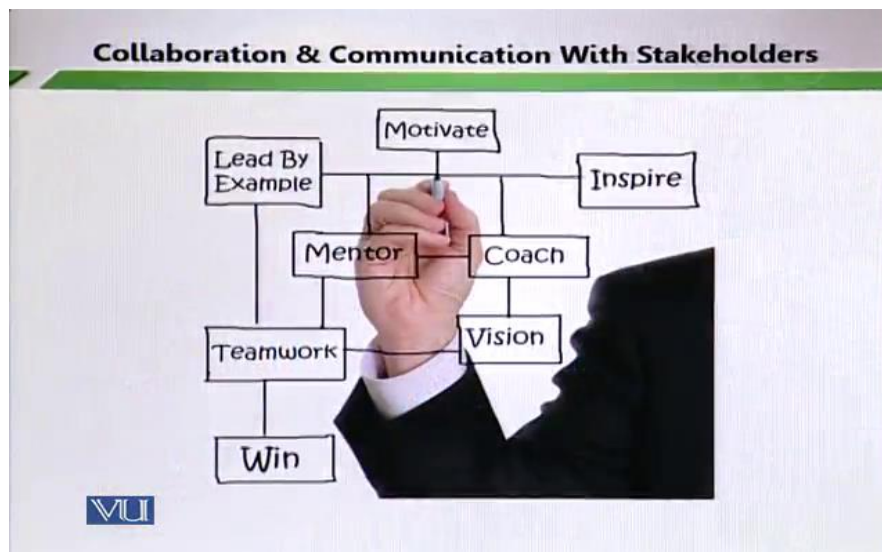 Collaboration & Communication With Stakeholders
Motivate
Lead By
Example
Inspire
Mentor
Coach
Teamwork
Vision
Win
VU